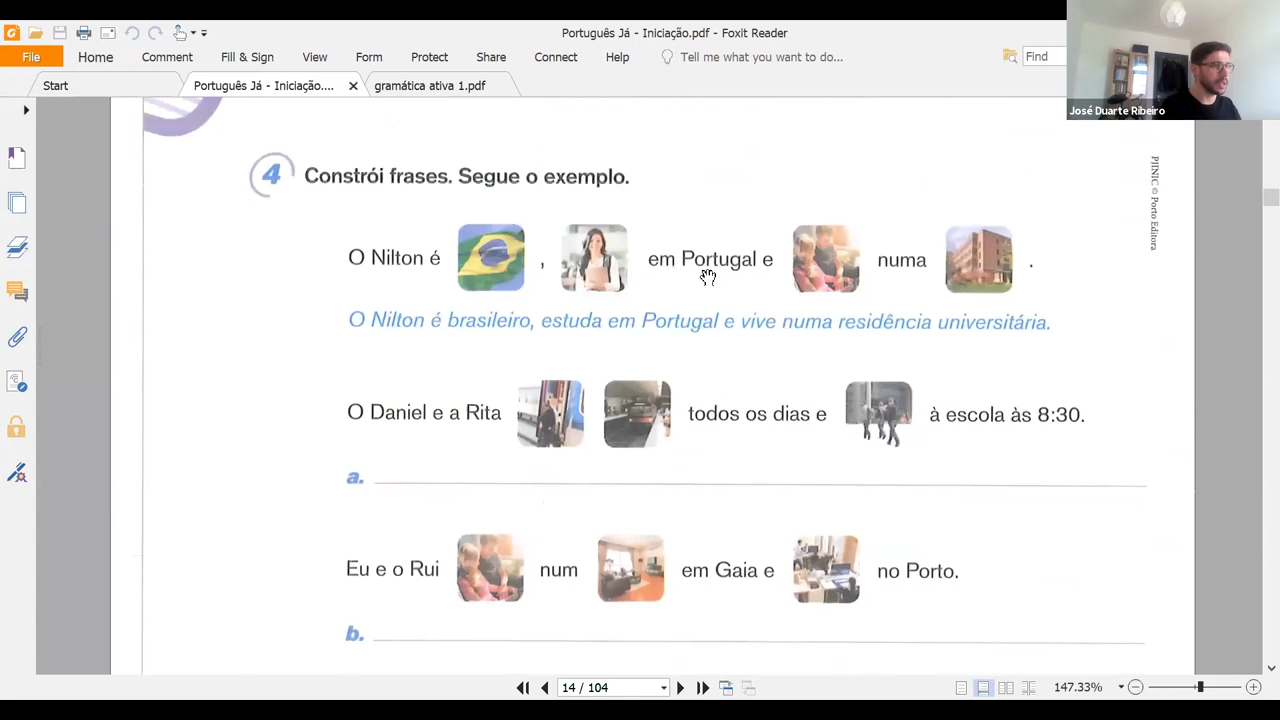 Português Já - Iniciação.pdf - Foxit Reader
File Home Comment Fill & Sign View Form Protect Share Connect Help Tell me what you want to do... Find
Start Português Já - Iniciação.... gramática ativa 1.pdf
José Duarte Ribeiro
PJINIC © Porto Editora
4 Constrói frases. Segue o exemplo.
O Nilton é , em Portugal e numa .
O Nilton é brasileiro, estuda em Portugal e vive numa residência universitária.
O Daniel e a Rita todos os dias e à escola às 8:30.
a.
Eu e o Rui num em Gaia e no Porto.
b.
14 / 104 147.33%